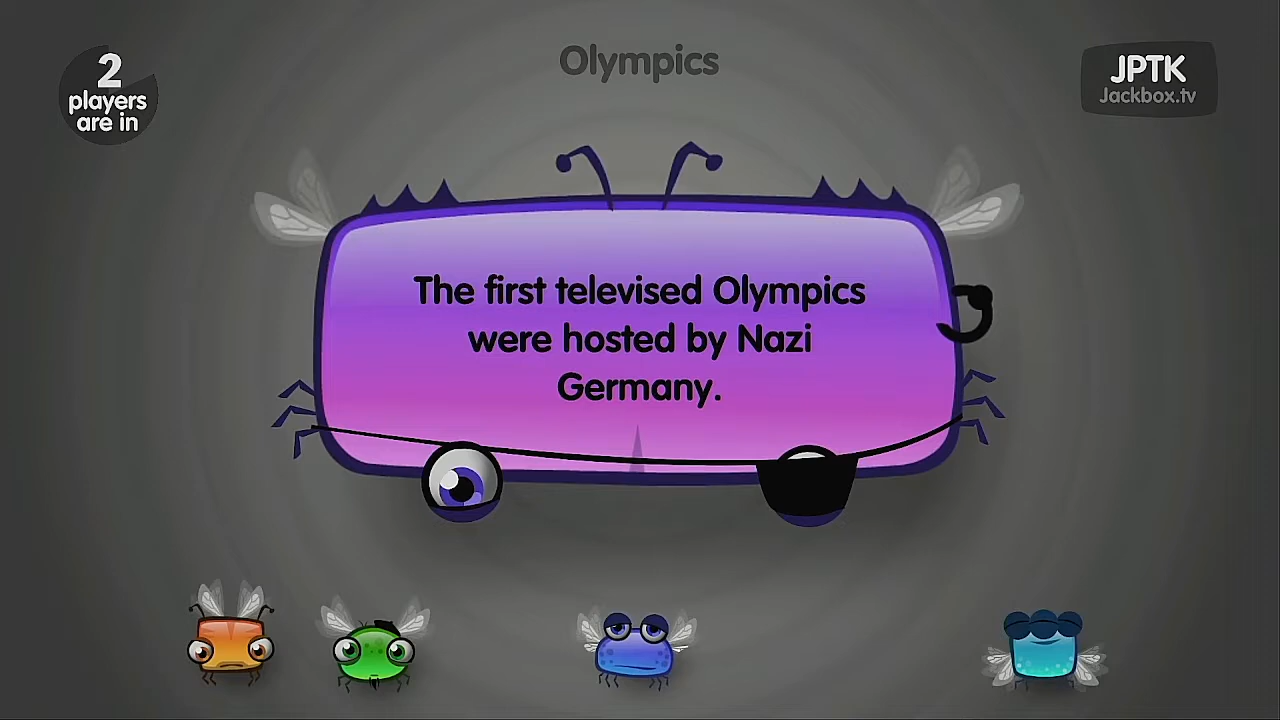 Olympics
2
players
are in
JPTK
Jackbox.tv
The first televised Olympics
were hosted by Nazi
Germany.